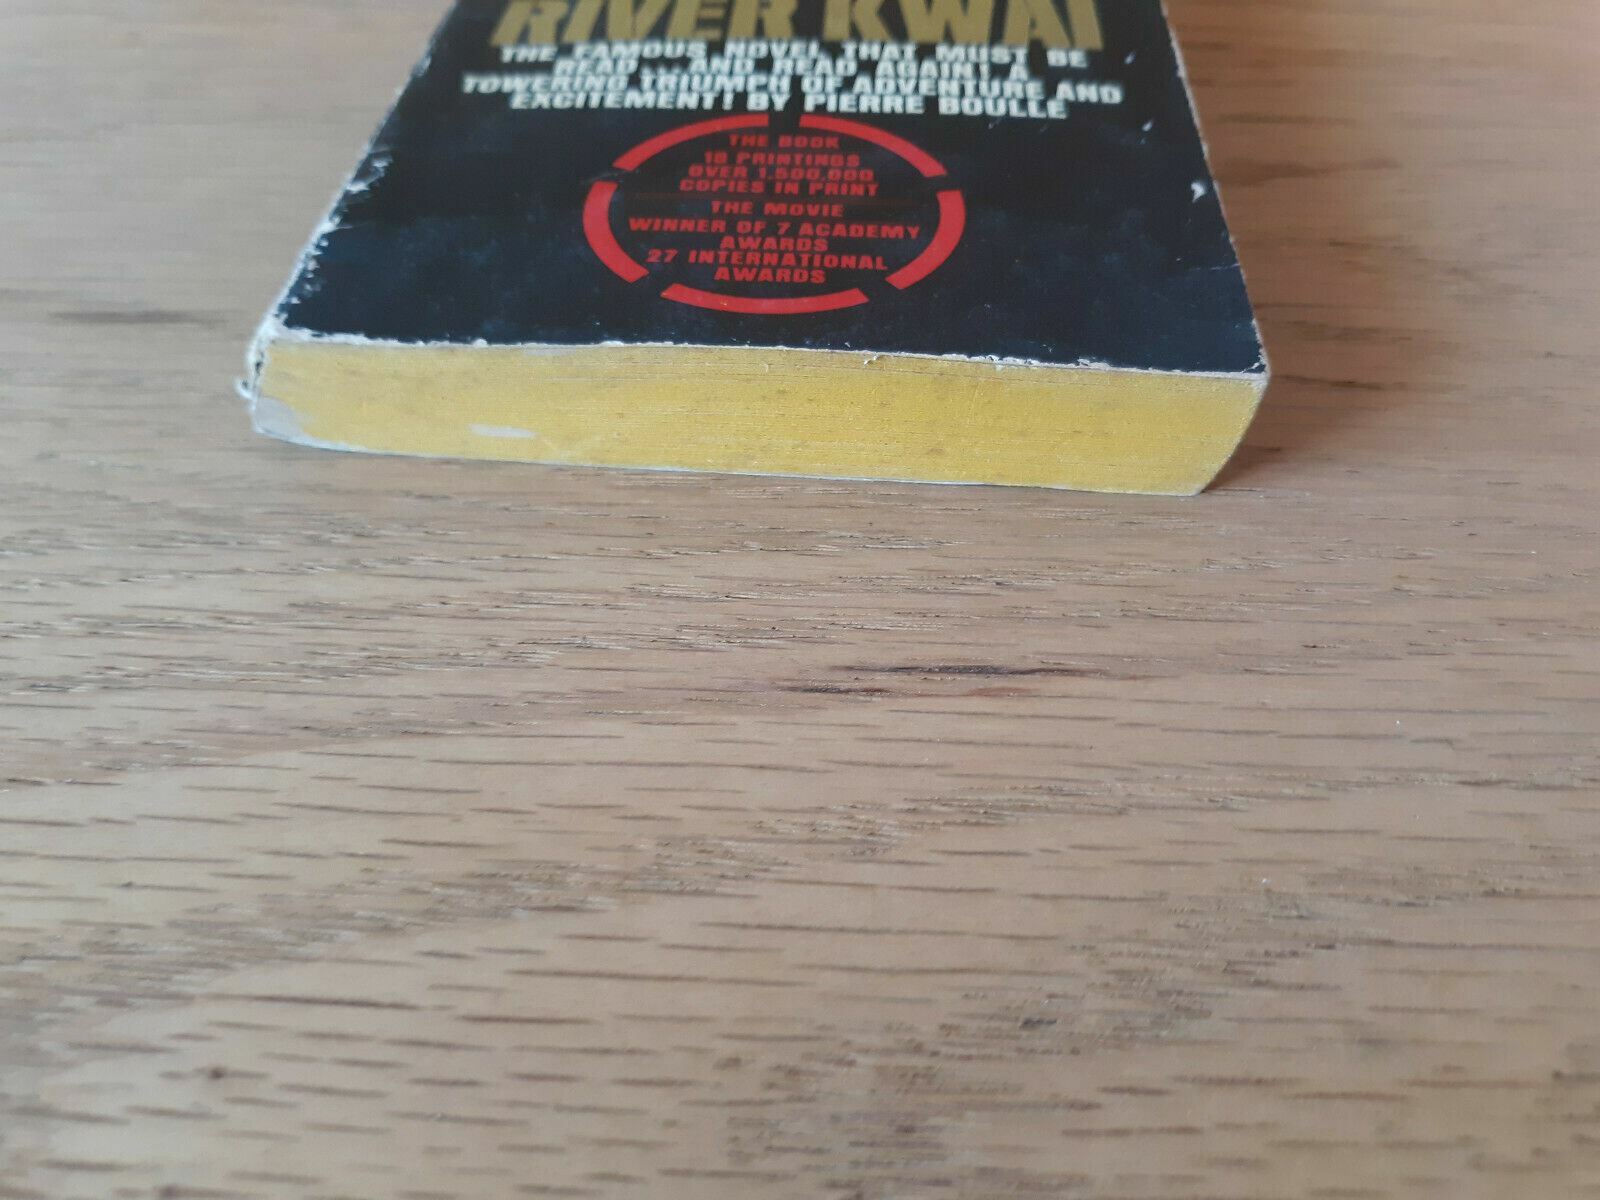 RIVER KWAI
THE FAMOUS NOVEL THAT MUST BE
READ ... AND READ AGAIN! A
TOWERING TRIUMPH OF ADVENTURE AND
EXCITEMENT! BY PIERRE BOULLE
THE BOOK
18 PRINTINGS
OVER 1,500,000
COPIES IN PRINT
THE MOVIE
WINNER OF 7 ACADEMY
AWARDS
27 INTERNATIONAL
AWARDS